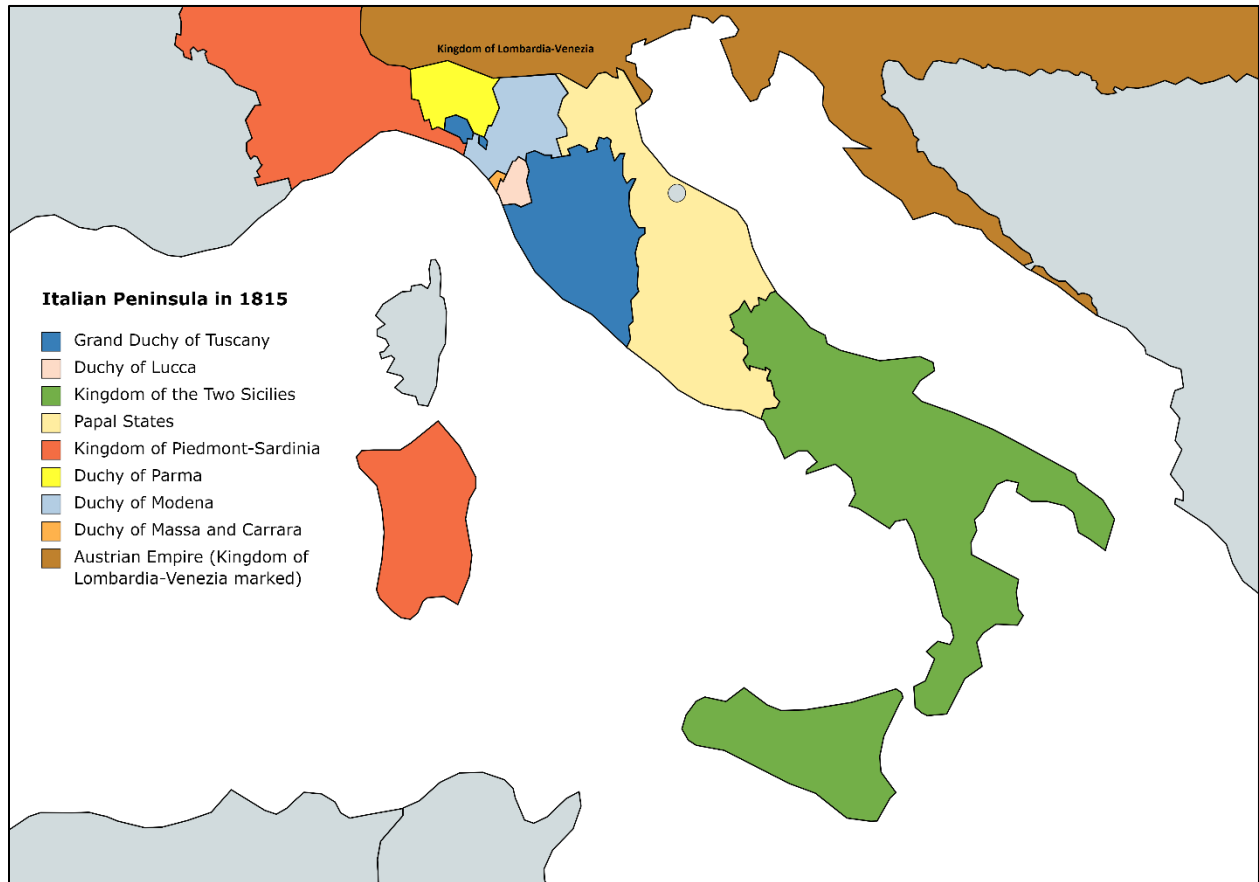 Kingdom of Lombardia-Venezia
Italian Peninsula in 1815
Grand Duchy of Tuscany
Duchy of Lucca
Kingdom of the Two Sicilies
Papal States
Kingdom of Piedmont-Sardinia
Duchy of Parma
Duchy of Modena
Duchy of Massa and Carrara
Austrian Empire (Kingdom of
Lombardia-Venezia marked)